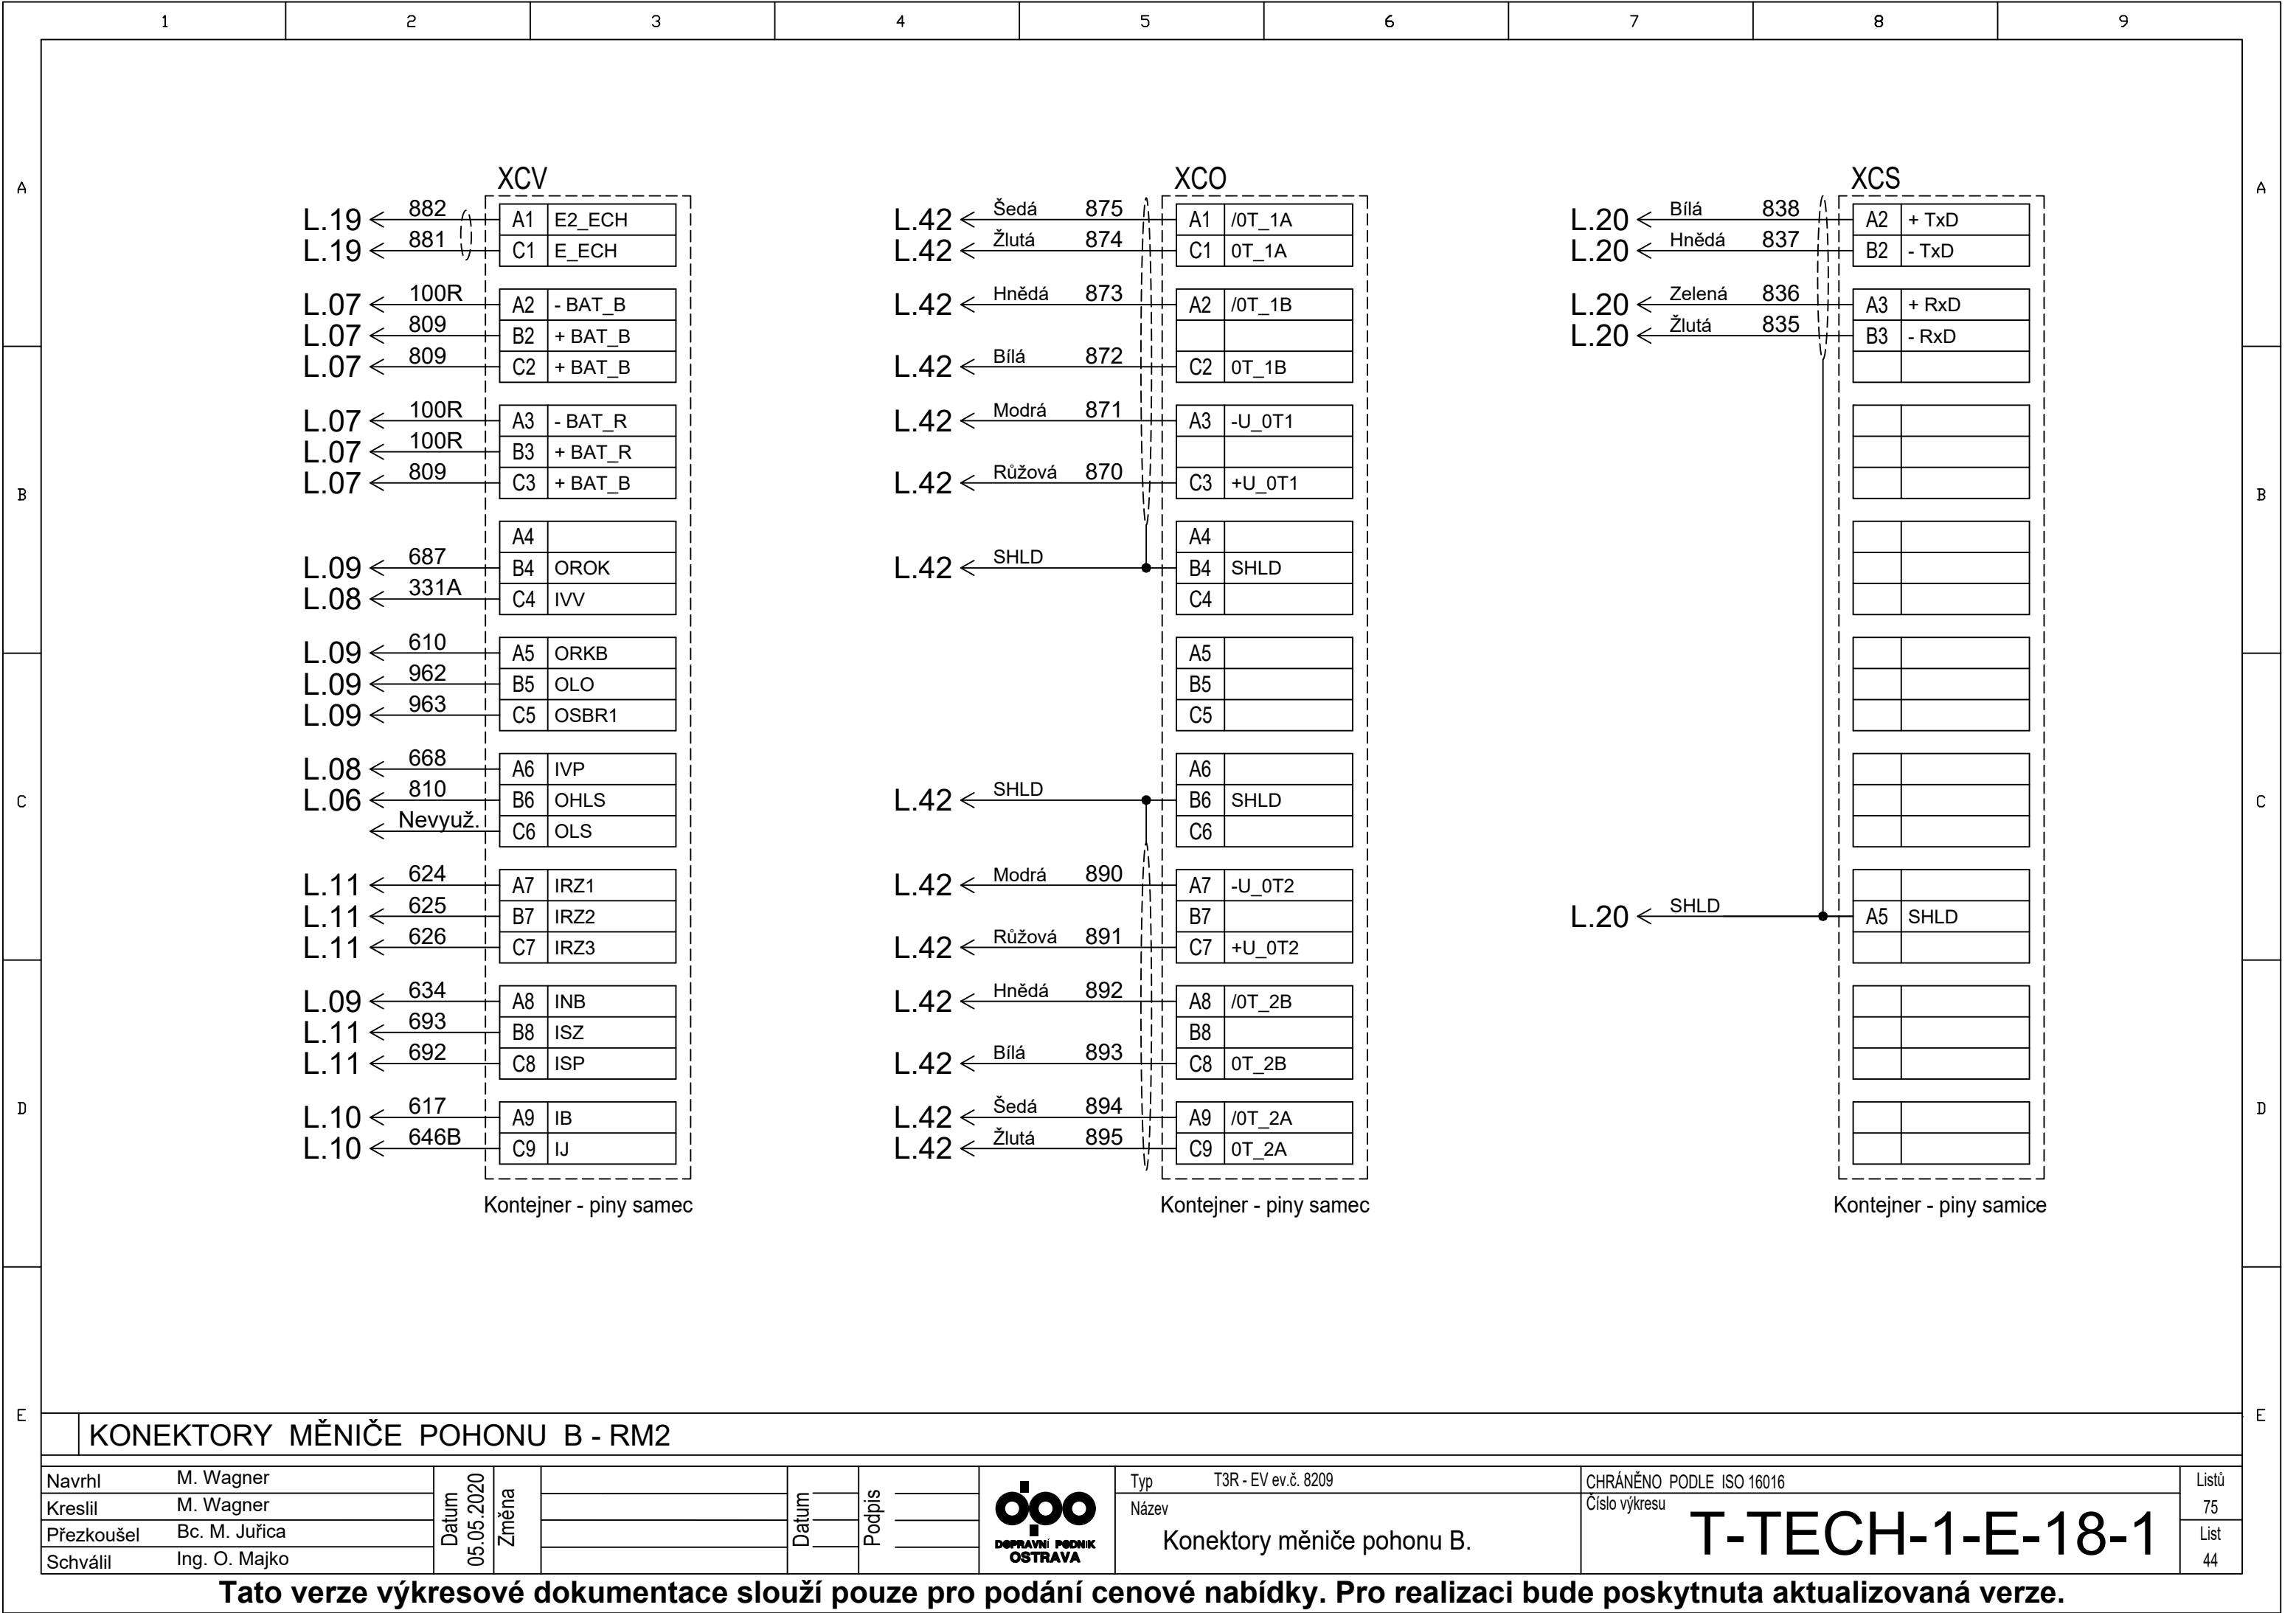 1 2 3 4 5 6 7 8 9
A A
B B
C C
D D
E E
XCV
L.19 882 A1 E2_ECH
L.19 881 C1 E_ECH
L.07 100R A2 - BAT_B
L.07 809 B2 + BAT_B
L.07 809 C2 + BAT_B
L.07 100R A3 - BAT_R
L.07 100R B3 + BAT_R
L.07 809 C3 + BAT_B
A4
L.09 687 B4 OROK
L.08 331A C4 IVV
L.09 610 A5 ORKB
L.09 962 B5 OLO
L.09 963 C5 OSBR1
L.08 668 A6 IVP
L.06 810 B6 OHLS
Nevyuž. C6 OLS
L.11 624 A7 IRZ1
L.11 625 B7 IRZ2
L.11 626 C7 IRZ3
L.09 634 A8 INB
L.11 693 B8 ISZ
L.11 692 C8 ISP
L.10 617 A9 IB
L.10 646B C9 IJ
Kontejner - piny samec
XCO
L.42 Šedá 875 A1 /0T_1A
L.42 Žlutá 874 C1 0T_1A
L.42 Hnědá 873 A2 /0T_1B
L.42 Bílá 872 C2 0T_1B
L.42 Modrá 871 A3 -U_0T1
L.42 Růžová 870 C3 +U_0T1
A4
L.42 SHLD B4 SHLD
C4
A5
B5
C5
A6
L.42 SHLD B6 SHLD
C6
L.42 Modrá 890 A7 -U_0T2
B7
L.42 Růžová 891 C7 +U_0T2
L.42 Hnědá 892 A8 /0T_2B
B8
L.42 Bílá 893 C8 0T_2B
L.42 Šedá 894 A9 /0T_2A
L.42 Žlutá 895 C9 0T_2A
Kontejner - piny samec
XCS
L.20 Bílá 838 A2 + TxD
L.20 Hnědá 837 B2 - TxD
L.20 Zelená 836 A3 + RxD
L.20 Žlutá 835 B3 - RxD
L.20 SHLD A5 SHLD
Kontejner - piny samice
KONEKTORY MĚNIČE POHONU B - RM2
Navrhl M. Wagner
Kreslil M. Wagner
Přezkoušel Bc. M. Juřica
Schválil Ing. O. Majko
Datum 05.05.2020
Změna
Datum
Podpis
dpo
DOPRAVNÍ PODNIK
OSTRAVA
Typ T3R - EV ev.č. 8209
Název
Konektory měniče pohonu B.
CHRÁNĚNO PODLE ISO 16016
Číslo výkresu
T-TECH-1-E-18-1
Listů
75
List
44
Tato verze výkresové dokumentace slouží pouze pro podání cenové nabídky. Pro realizaci bude poskytnuta aktualizovaná verze.